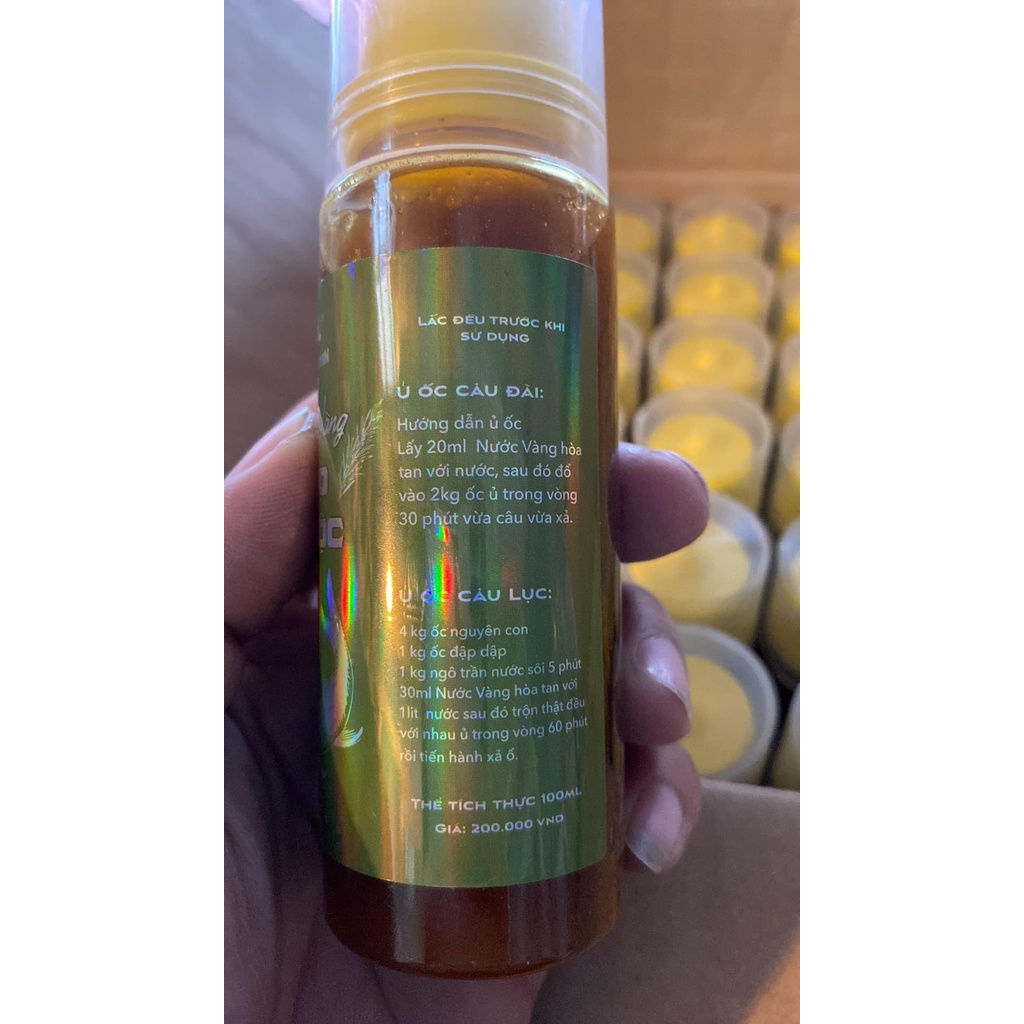 LẮC ĐỀU TRƯỚC KHI
SỬ DỤNG
Ủ ỐC CÂU ĐÀI:
Hướng dẫn ủ ốc
Lấy 20ml Nước Vàng hòa
tan với nước, sau đó đổ
vào 2kg ốc ủ trong vòng
30 phút vừa câu vừa xả.
Ủ ỐC CÂU LỤC:
4 kg ốc nguyên con
1 kg ốc đập dập
1 kg ngô trần nước sôi 5 phút
30ml Nước Vàng hòa tan với
1lit nước sau đó trộn thật đều
với nhau ủ trong vòng 60 phút
rồi tiến hành xả ổ.
THỂ TÍCH THỰC 100ML
GIÁ: 200.000 VND